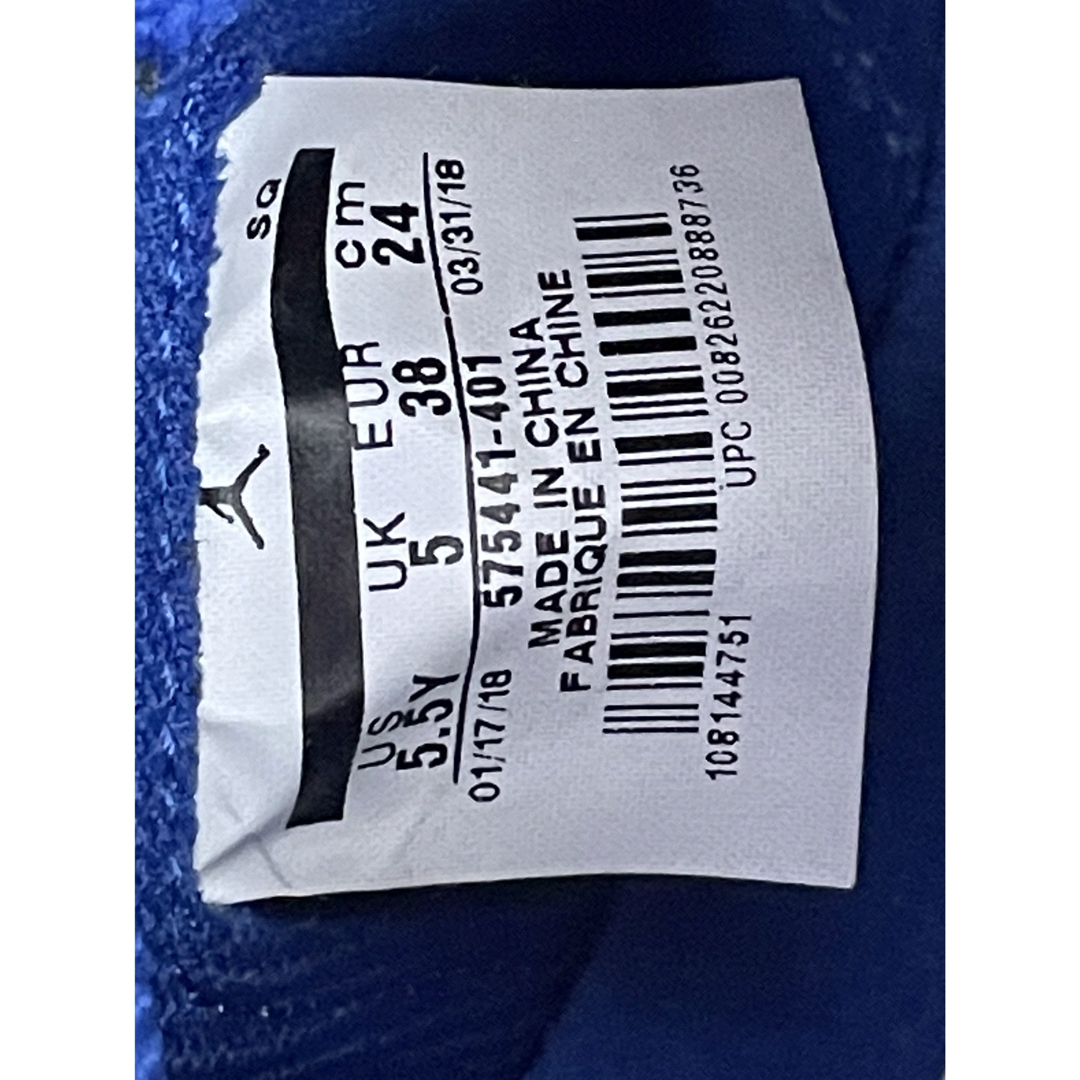 SQ
US UK EUR cm
5.5Y 5 38 24
01/17/18 575441-401 03/31/18
MADE IN CHINA
FABRIQUE EN CHINE
108144751 UPC 00826220888736